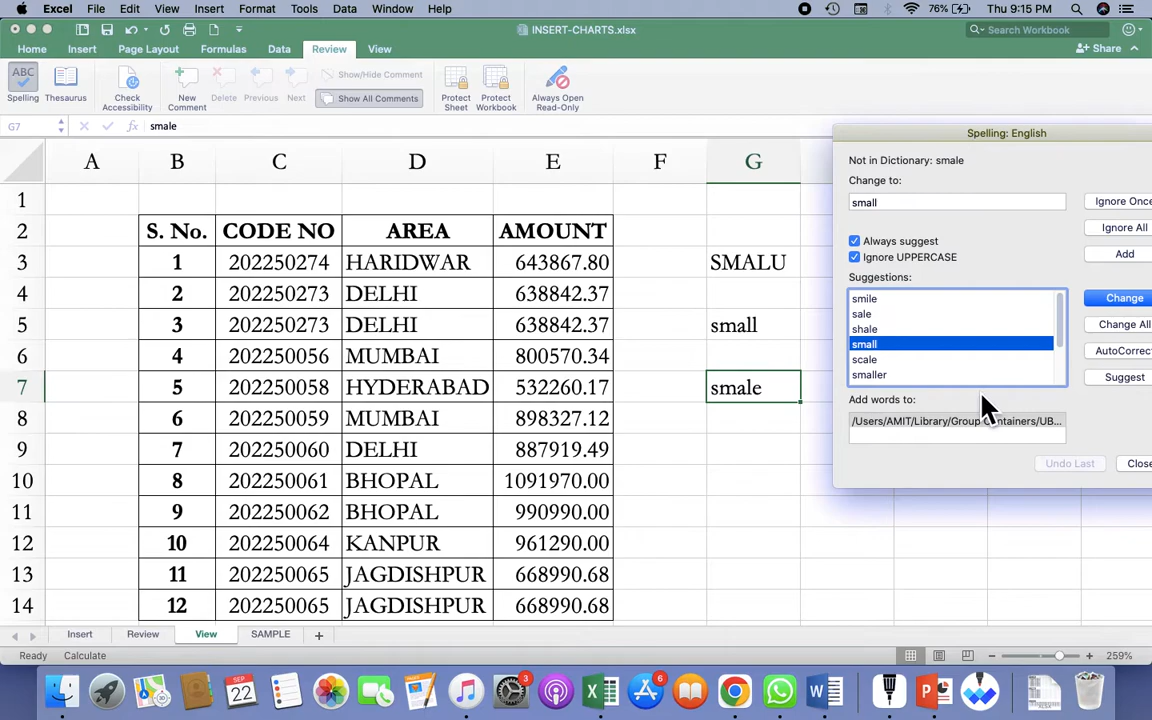 Excel File Edit View Insert Format Tools Data Window Help 76% Thu 9:15 PM
INSERT-CHARTS.xlsx Search Workbook
Home Insert Page Layout Formulas Data Review View Share
ABC
Spelling Thesaurus Check Accessibility New Comment Delete Previous Next Show/Hide Comment Show All Comments Protect Sheet Protect Workbook Always Open Read-Only
G7 fx smale
A B C D E F G
1
2 S. No. CODE NO AREA AMOUNT
3 1 202250274 HARIDWAR 643867.80 SMALU
4 2 202250273 DELHI 638842.37
5 3 202250273 DELHI 638842.37 small
6 4 202250056 MUMBAI 800570.34
7 5 202250058 HYDERABAD 532260.17 smale
8 6 202250059 MUMBAI 898327.12
9 7 202250060 DELHI 887919.49
10 8 202250061 BHOPAL 1091970.00
11 9 202250062 BHOPAL 990990.00
12 10 202250064 KANPUR 961290.00
13 11 202250065 JAGDISHPUR 668990.68
14 12 202250065 JAGDISHPUR 668990.68
Spelling: English
Not in Dictionary: smale
Change to:
small Ignore Once
Ignore All
Always suggest
Ignore UPPERCASE Add
Suggestions:
smile Change
sale
shale Change All
small AutoCorrect
scale
smaller Suggest
Add words to:
/Users/AMIT/Library/Group Containers/UB...
Undo Last Close
Insert Review View SAMPLE
Ready Calculate 259%
SEP
22 3 6